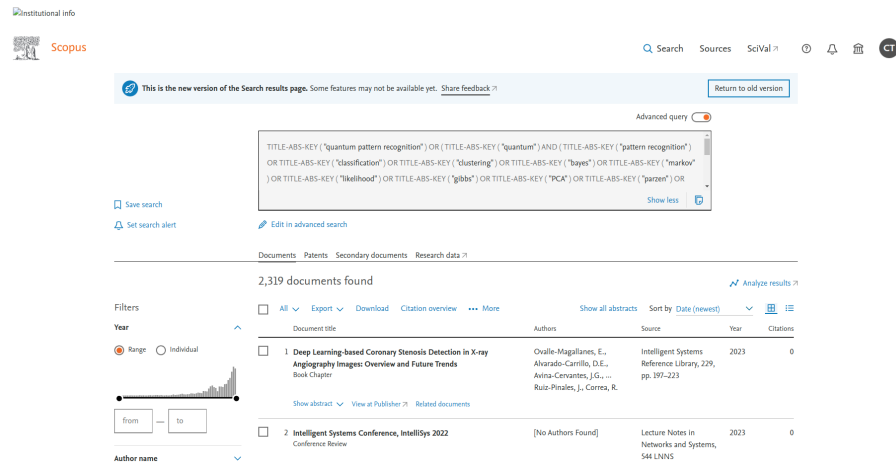 Institutional info
Scopus
Search Sources SciVal
CT
This is the new version of the Search results page. Some features may not be available yet. Share feedback
Return to old version
Advanced query
TITLE-ABS-KEY ( "quantum pattern recognition" ) OR ( TITLE-ABS-KEY ( "quantum" ) AND ( TITLE-ABS-KEY ( "pattern recognition" )
OR TITLE-ABS-KEY ( "classification" ) OR TITLE-ABS-KEY ( "clustering" ) OR TITLE-ABS-KEY ( "bayes" ) OR TITLE-ABS-KEY ( "markov"
) OR TITLE-ABS-KEY ( "likelihood" ) OR TITLE-ABS-KEY ( "gibbs" ) OR TITLE-ABS-KEY ( "PCA" ) OR TITLE-ABS-KEY ( "parzen" ) OR
Show less
Save search
Set search alert
Edit in advanced search
Documents Patents Secondary documents Research data
2,319 documents found
Analyze results
Filters
All Export Download Citation overview ••• More
Show all abstracts Sort by Date (newest)
Year
Document title Authors Source Year Citations
Range Individual
1 Deep Learning-based Coronary Stenosis Detection in X-ray
Angiography Images: Overview and Future Trends
Book Chapter
Ovalle-Magallanes, E.,
Alvarado-Carrillo, D.E.,
Avina-Cervantes, J.G., ...
Ruiz-Pinales, J., Correa, R.
Intelligent Systems
Reference Library, 229,
pp. 197–223
2023
0
Show abstract View at Publisher Related documents
from — to
2 Intelligent Systems Conference, IntelliSys 2022
Conference Review
[No Authors Found]
Lecture Notes in
Networks and Systems,
544 LNNS
2023
0
Author name